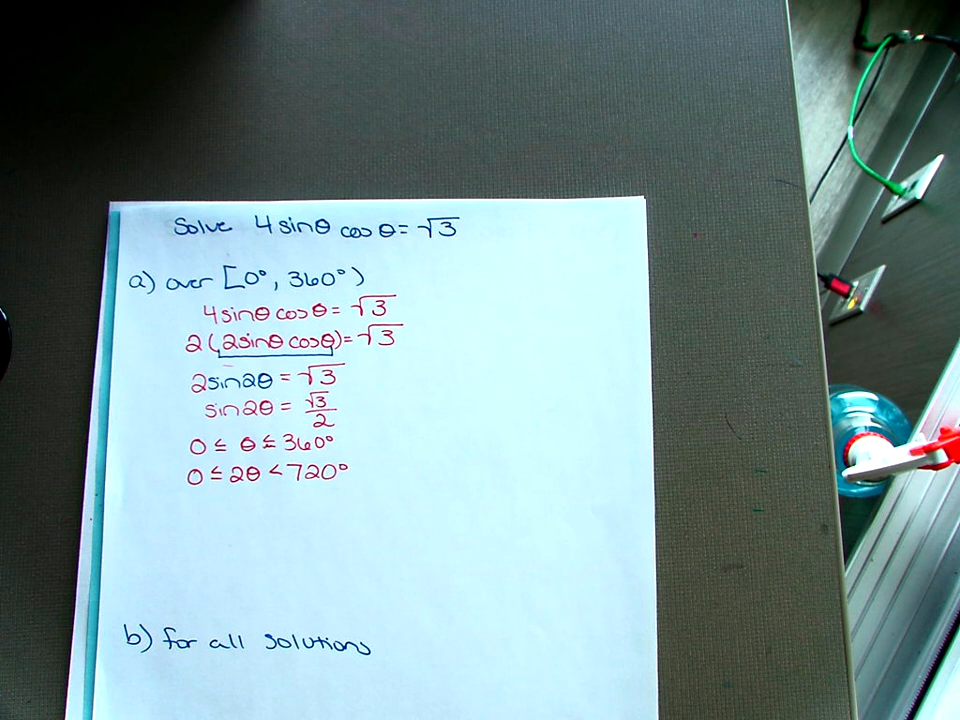 Solve 4sinθ cosθ = √3
a) over [0°, 360°)
4sinθ cosθ = √3
2(2sinθ cosθ) = √3
2sin2θ = √3
sin2θ = √3/2
0 ≤ θ ≤ 360°
0 ≤ 2θ < 720°
b) for all solutions